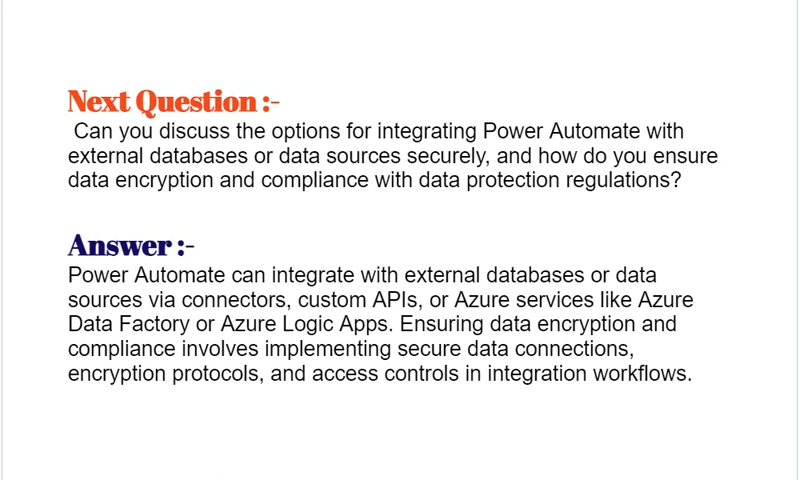 Next Question :-
Can you discuss the options for integrating Power Automate with
external databases or data sources securely, and how do you ensure
data encryption and compliance with data protection regulations?
Answer :-
Power Automate can integrate with external databases or data
sources via connectors, custom APIs, or Azure services like Azure
Data Factory or Azure Logic Apps. Ensuring data encryption and
compliance involves implementing secure data connections,
encryption protocols, and access controls in integration workflows.